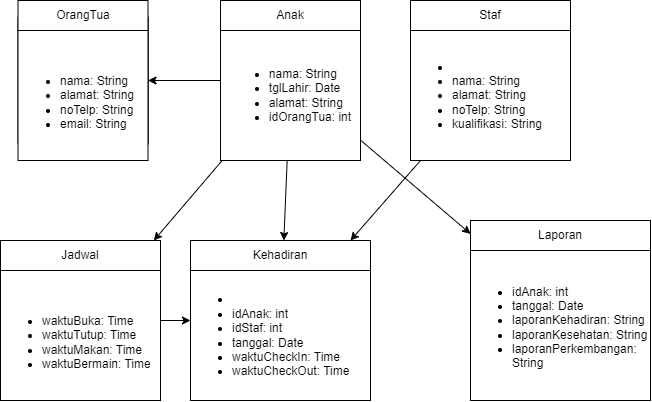 OrangTua
nama: String
alamat: String
noTelp: String
email: String
Anak
nama: String
tglLahir: Date
alamat: String
idOrangTua: int
Staf
nama: String
alamat: String
noTelp: String
kualifikasi: String
Jadwal
waktuBuka: Time
waktuTutup: Time
waktuMakan: Time
waktuBermain: Time
Kehadiran
idAnak: int
idStaf: int
tanggal: Date
waktuCheckIn: Time
waktuCheckOut: Time
Laporan
idAnak: int
tanggal: Date
laporanKehadiran: String
laporanKesehatan: String
laporanPerkembangan:
String